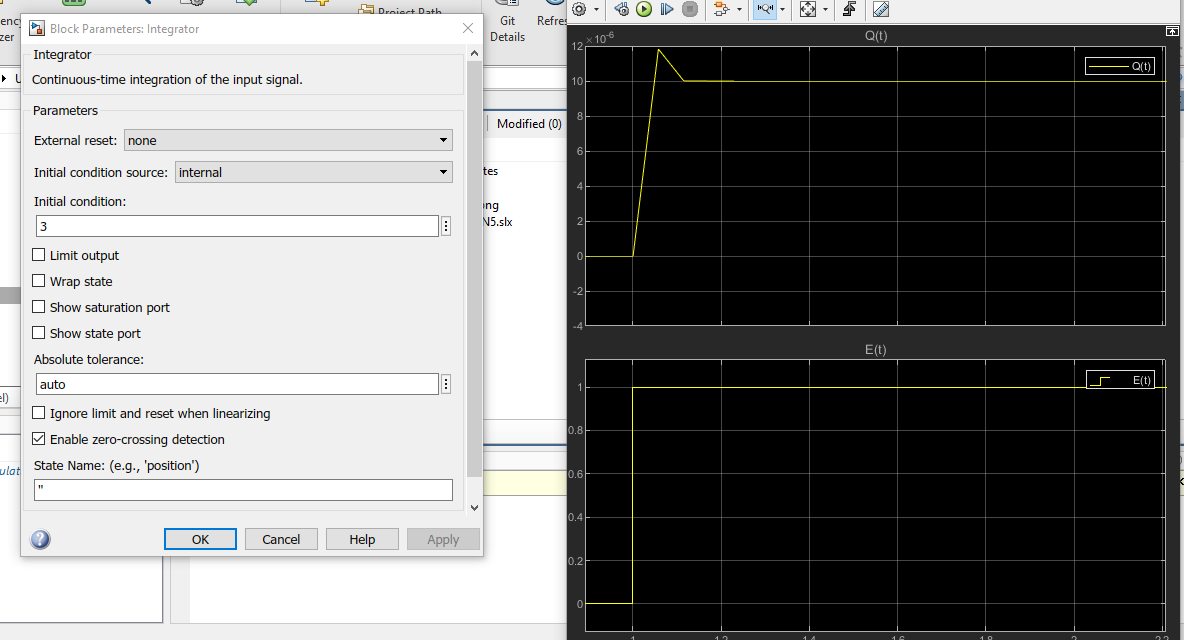 Project Path
Git
Details
Refres
Block Parameters: Integrator
Integrator
Continuous-time integration of the input signal.
Parameters
External reset: none
Initial condition source: internal
Initial condition:
3
Limit output
Wrap state
Show saturation port
Show state port
Absolute tolerance:
auto
Ignore limit and reset when linearizing
Enable zero-crossing detection
State Name: (e.g., 'position')
''
OK
Cancel
Help
Apply
Modified (0)
tes
ng
N5.slx
el)
ulat
Q(t)
×10⁻⁶
12
10
8
6
4
2
0
-2
-4
Q(t)
E(t)
1
0.8
0.6
0.4
0.2
0
E(t)
1
1.2
1.4
1.6
1.8
2
2.2